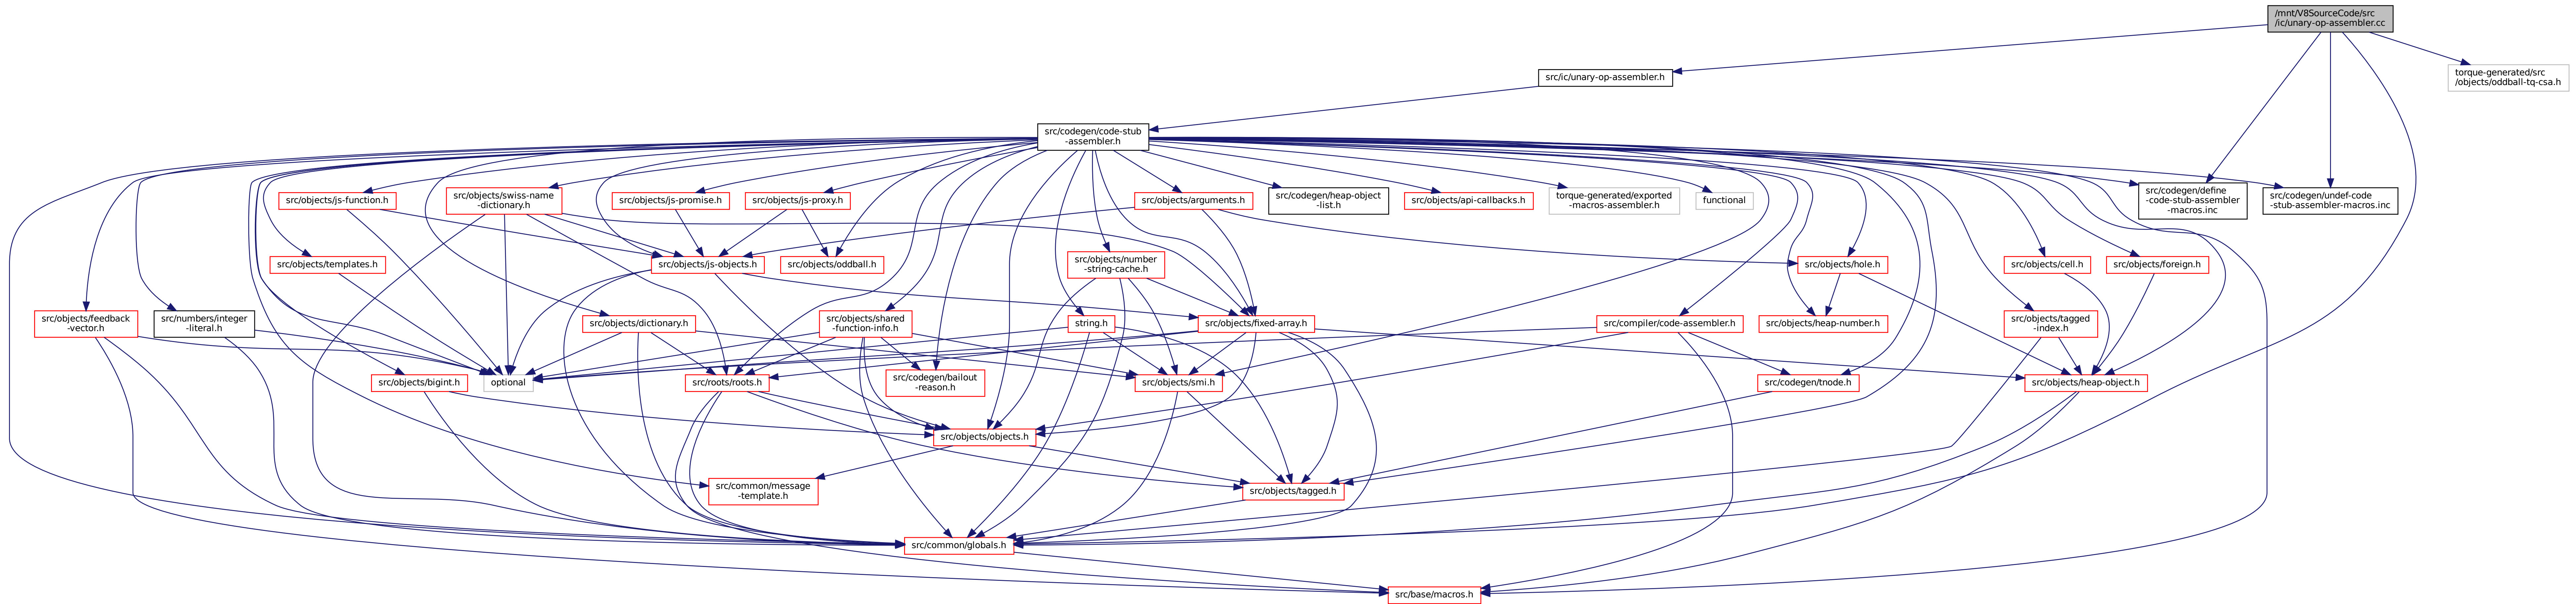 /mnt/V8SourceCode/src
/ic/unary-op-assembler.cc
src/ic/unary-op-assembler.h
torque-generated/src
/objects/oddball-tq-csa.h
src/codegen/code-stub
-assembler.h
src/objects/js-function.h
src/objects/swiss-name
-dictionary.h
src/objects/js-promise.h
src/objects/js-proxy.h
src/objects/arguments.h
src/codegen/heap-object
-list.h
src/objects/api-callbacks.h
torque-generated/exported
-macros-assembler.h
functional
src/codegen/define
-code-stub-assembler
-macros.inc
src/codegen/undef-code
-stub-assembler-macros.inc
src/objects/templates.h
src/objects/js-objects.h
src/objects/oddball.h
src/objects/number
-string-cache.h
src/objects/hole.h
src/objects/cell.h
src/objects/foreign.h
src/objects/feedback
-vector.h
src/numbers/integer
-literal.h
src/objects/dictionary.h
src/objects/shared
-function-info.h
string.h
src/objects/fixed-array.h
src/compiler/code-assembler.h
src/objects/heap-number.h
src/objects/tagged
-index.h
src/objects/bigint.h
optional
src/roots/roots.h
src/codegen/bailout
-reason.h
src/objects/smi.h
src/codegen/tnode.h
src/objects/heap-object.h
src/objects/objects.h
src/common/message
-template.h
src/objects/tagged.h
src/common/globals.h
src/base/macros.h